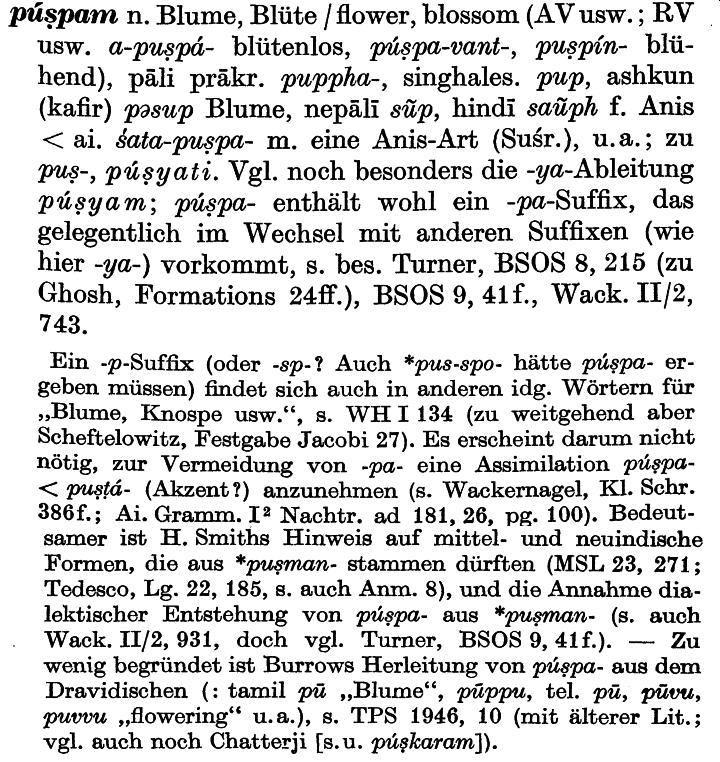 púṣpam n. Blume, Blüte / flower, blossom (AV usw.; RV
usw. a-puṣpá- blütenlos, púṣpa-vant-, puṣpín- blü-
hend), pāli prākr. puppha-, singhales. pup, ashkun
(kafir) pəsup Blume, nepālī sũp, hindī saũph f. Anis
< ai. śata-puṣpa- m. eine Anis-Art (Suśr.), u.a.; zu
puṣ-, púṣyati. Vgl. noch besonders die -ya-Ableitung
púṣyam; púṣpa- enthält wohl ein -pa-Suffix, das
gelegentlich im Wechsel mit anderen Suffixen (wie
hier -ya-) vorkommt, s. bes. Turner, BSOS 8, 215 (zu
Ghosh, Formations 24ff.), BSOS 9, 41f., Wack. II/2,
743.
Ein -p-Suffix (oder -sp-? Auch *pus-spo- hätte púṣpa- er-
geben müssen) findet sich auch in anderen idg. Wörtern für
„Blume, Knospe usw.“, s. WH I 134 (zu weitgehend aber
Scheftelowitz, Festgabe Jacobi 27). Es erscheint darum nicht
nötig, zur Vermeidung von -pa- eine Assimilation púṣpa-
< puṣṭá- (Akzent?) anzunehmen (s. Wackernagel, Kl. Schr.
386f.; Ai. Gramm. I² Nachtr. ad 181, 26, pg. 100). Bedeut-
samer ist H. Smiths Hinweis auf mittel- und neuindische
Formen, die aus *puṣman- stammen dürften (MSL 23, 271;
Tedesco, Lg. 22, 185, s. auch Anm. 8), und die Annahme dia-
lektischer Entstehung von púṣpa- aus *puṣman- (s. auch
Wack. II/2, 931, doch vgl. Turner, BSOS 9, 41f.). — Zu
wenig begründet ist Burrows Herleitung von púṣpa- aus dem
Dravidischen (: tamil pū „Blume“, pūppu, tel. pū, pūvu,
puvvu „flowering“ u.a.), s. TPS 1946, 10 (mit älterer Lit.;
vgl. auch noch Chatterji [s.u. púṣkaram]).